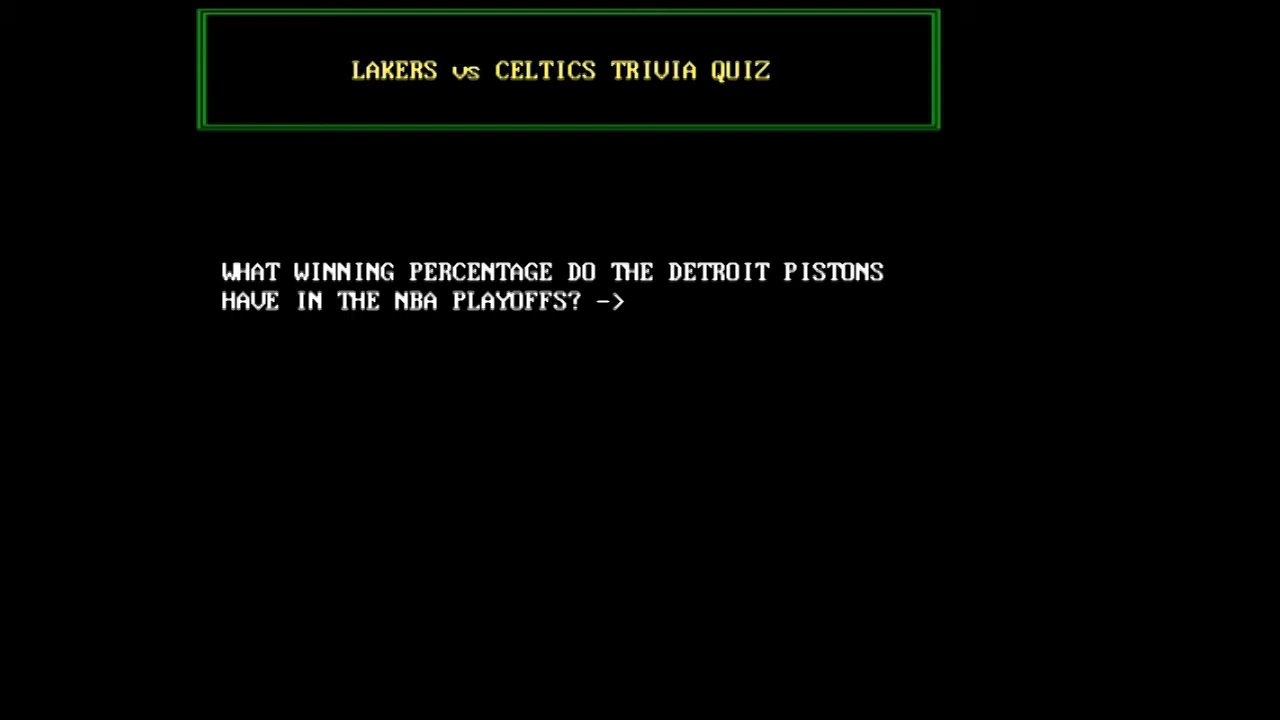 LAKERS vs CELTICS TRIVIA QUIZ
WHAT WINNING PERCENTAGE DO THE DETROIT PISTONS
HAVE IN THE NBA PLAYOFFS? ->